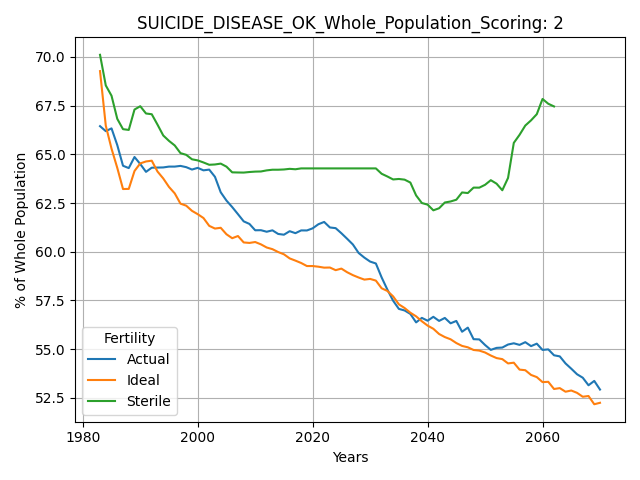 SUICIDE_DISEASE_OK_Whole_Population_Scoring: 2
% of Whole Population
70.0
67.5
65.0
62.5
60.0
57.5
55.0
52.5
Fertility
Actual
Ideal
Sterile
1980
2000
2020
2040
2060
Years